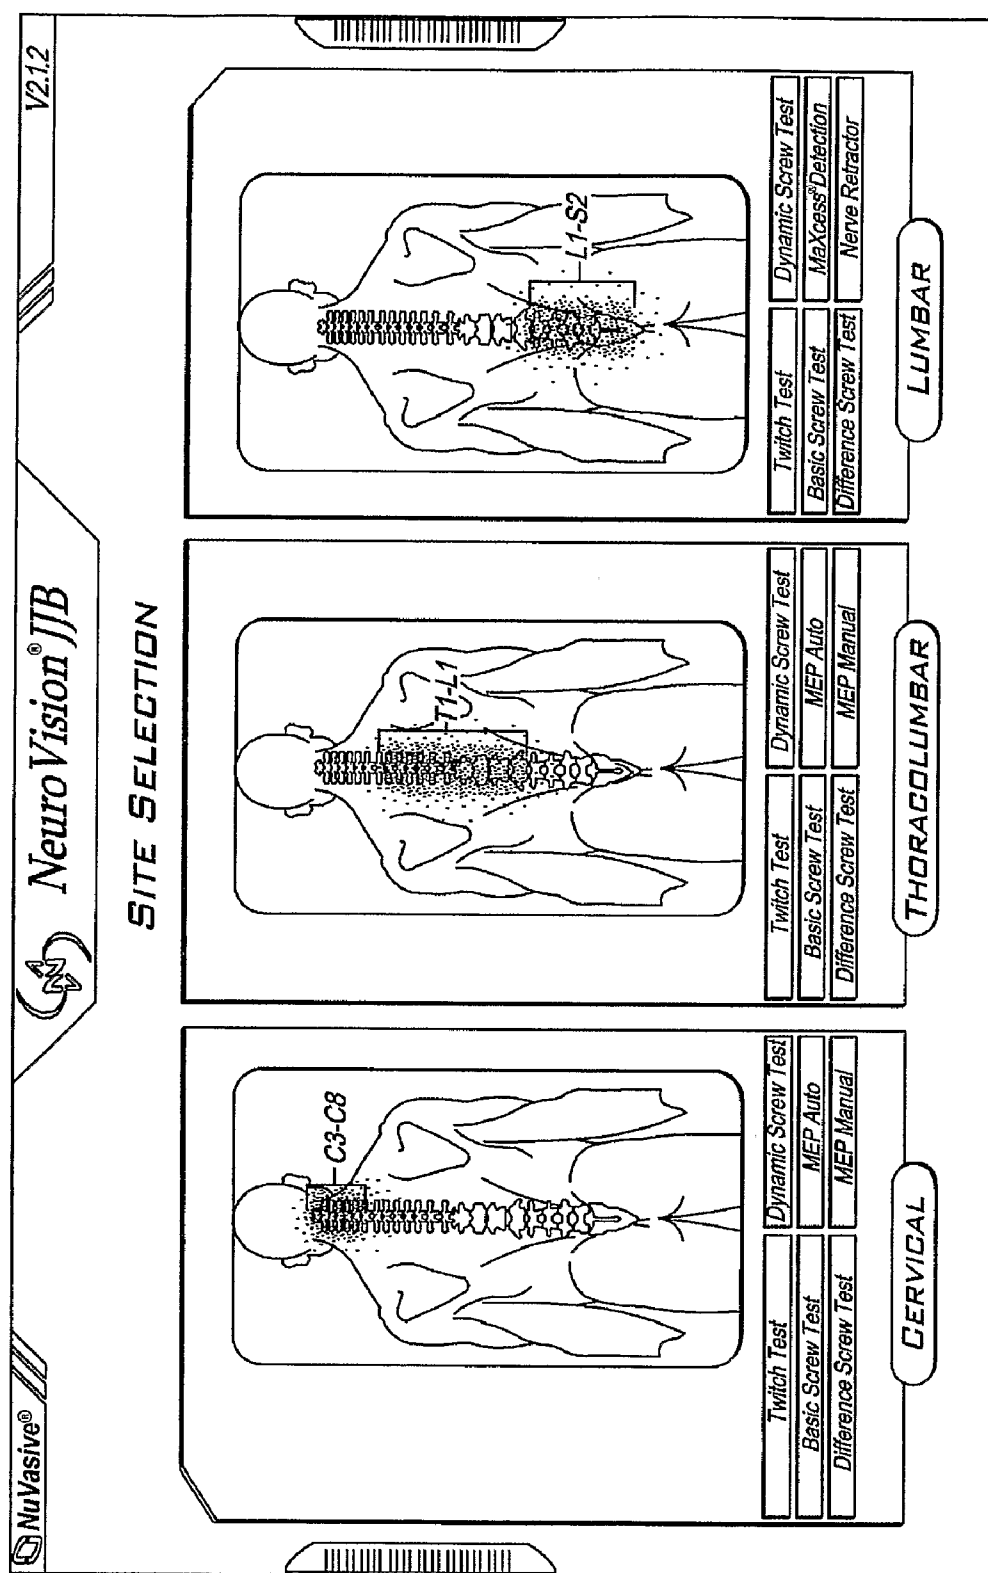 NuVasive®
NeuroVision® JJB
V2.1.2
SITE SELECTION
C3-C8
Twitch Test
Dynamic Screw Test
Basic Screw Test
MEP Auto
Difference Screw Test
MEP Manual
CERVICAL
T1-L1
Twitch Test
Dynamic Screw Test
Basic Screw Test
MEP Auto
Difference Screw Test
MEP Manual
THORACOLUMBAR
L1-S2
Twitch Test
Dynamic Screw Test
Basic Screw Test
MaXcess® Detection
Difference Screw Test
Nerve Retractor
LUMBAR